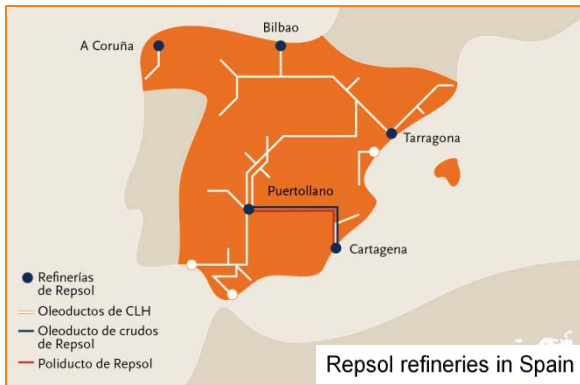 Bilbao
A Coruña
Tarragona
Puertollano
Cartagena
Refinerías
de Repsol
Oleoductos de CLH
Oleoducto de crudos
de Repsol
Poliducto de Repsol
Repsol refineries in Spain